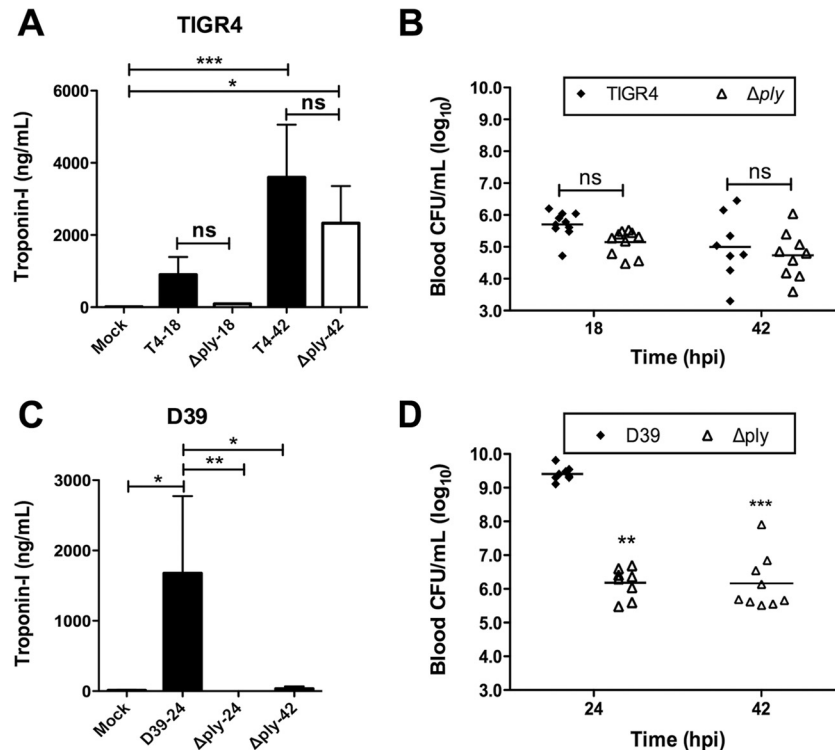 A
TIGR4
***
*
ns
ns
Troponin-I (ng/mL)
6000
4000
2000
0
Mock
T4-18
Δply-18
T4-42
Δply-42
B
◆ TIGR4 △ Δply
ns
ns
Blood CFU/mL (log10)
10.0
9.0
8.0
7.0
6.0
5.0
4.0
3.0
18 42
Time (hpi)
C
D39
*
**
*
Troponin-I (ng/mL)
3000
2000
1000
0
Mock
D39-24
Δply-24
Δply-42
D
◆ D39 △ Δply
**
***
Blood CFU/mL (log10)
10.0
9.0
8.0
7.0
6.0
5.0
4.0
3.0
24 42
Time (hpi)